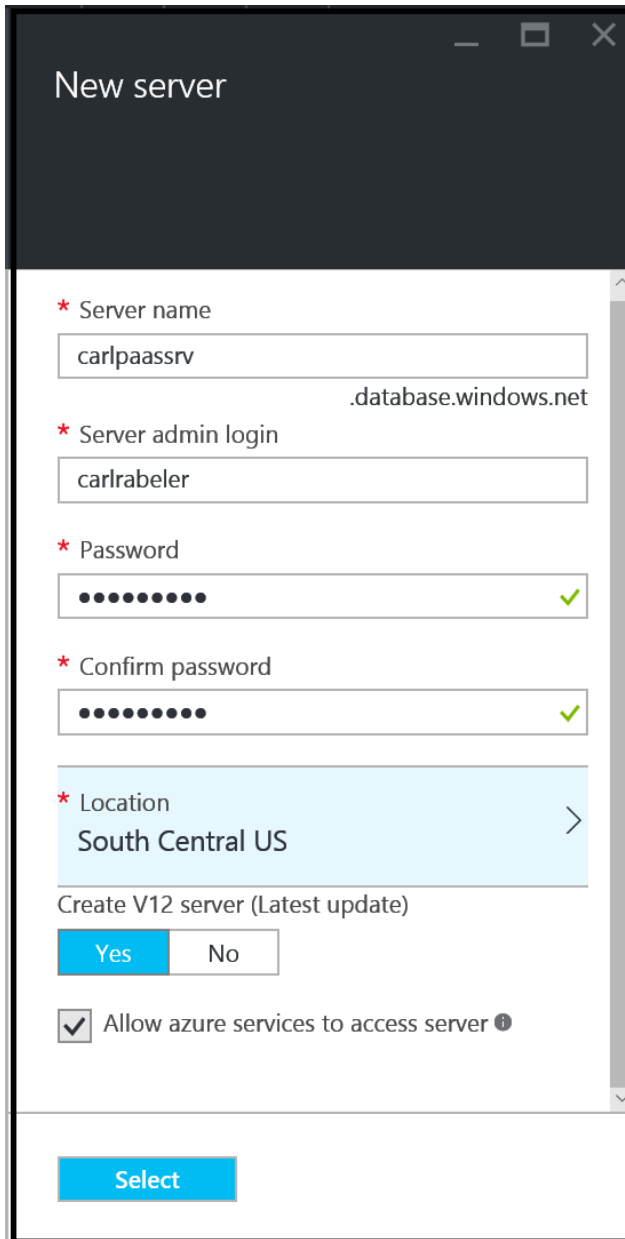 New server
* Server name
carlpaassrv
.database.windows.net
* Server admin login
carlrabeler
* Password
●●●●●●●●●
* Confirm password
●●●●●●●●●
* Location
South Central US
Create V12 server (Latest update)
Yes No
Allow azure services to access server
Select